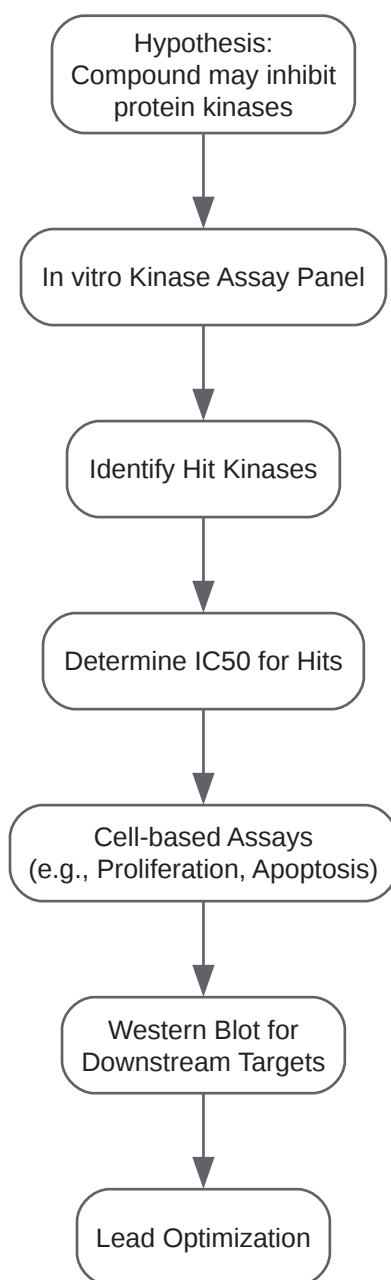 Hypothesis:
Compound may inhibit
protein kinases
In vitro Kinase Assay Panel
Identify Hit Kinases
Determine IC50 for Hits
Cell-based Assays
(e.g., Proliferation, Apoptosis)
Western Blot for
Downstream Targets
Lead Optimization